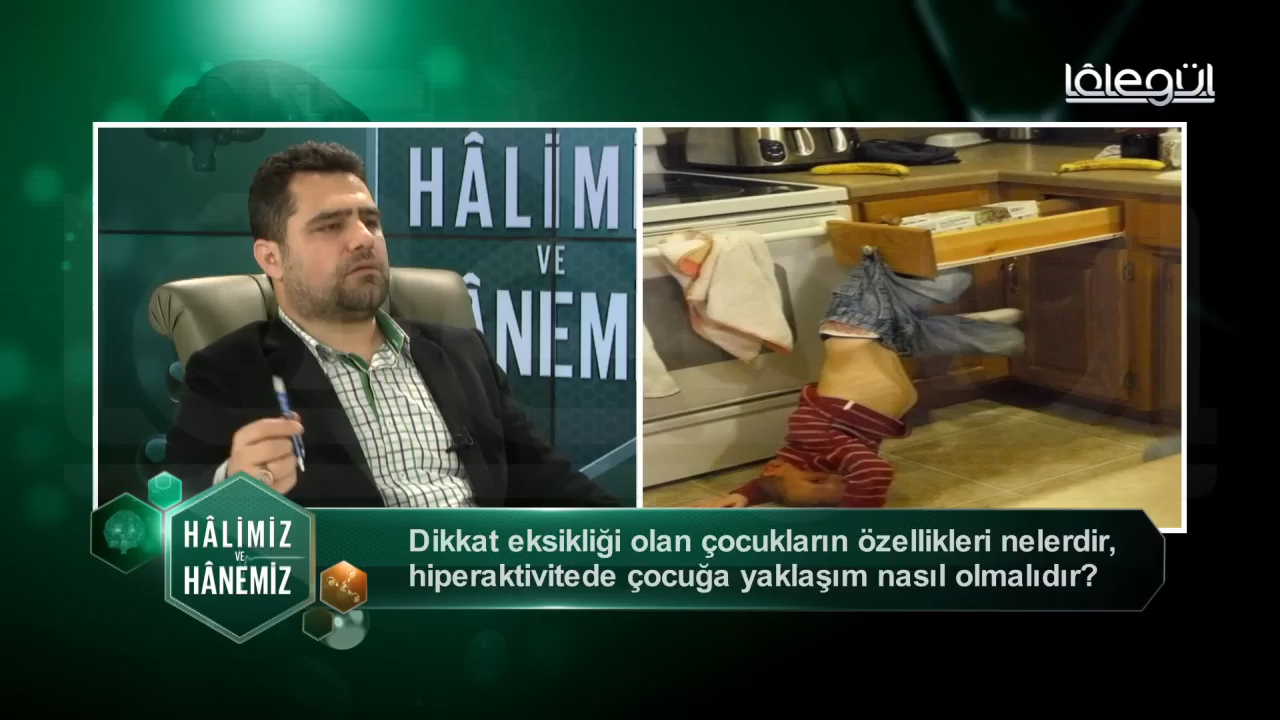 lâlegül
HÂLİMİ
VE
ÂNEM
HÂLİMİZ
VE
HÂNEMİZ
Dikkat eksikliği olan çocukların özellikleri nelerdir,
hiperaktivitede çocuğa yaklaşım nasıl olmalıdır?